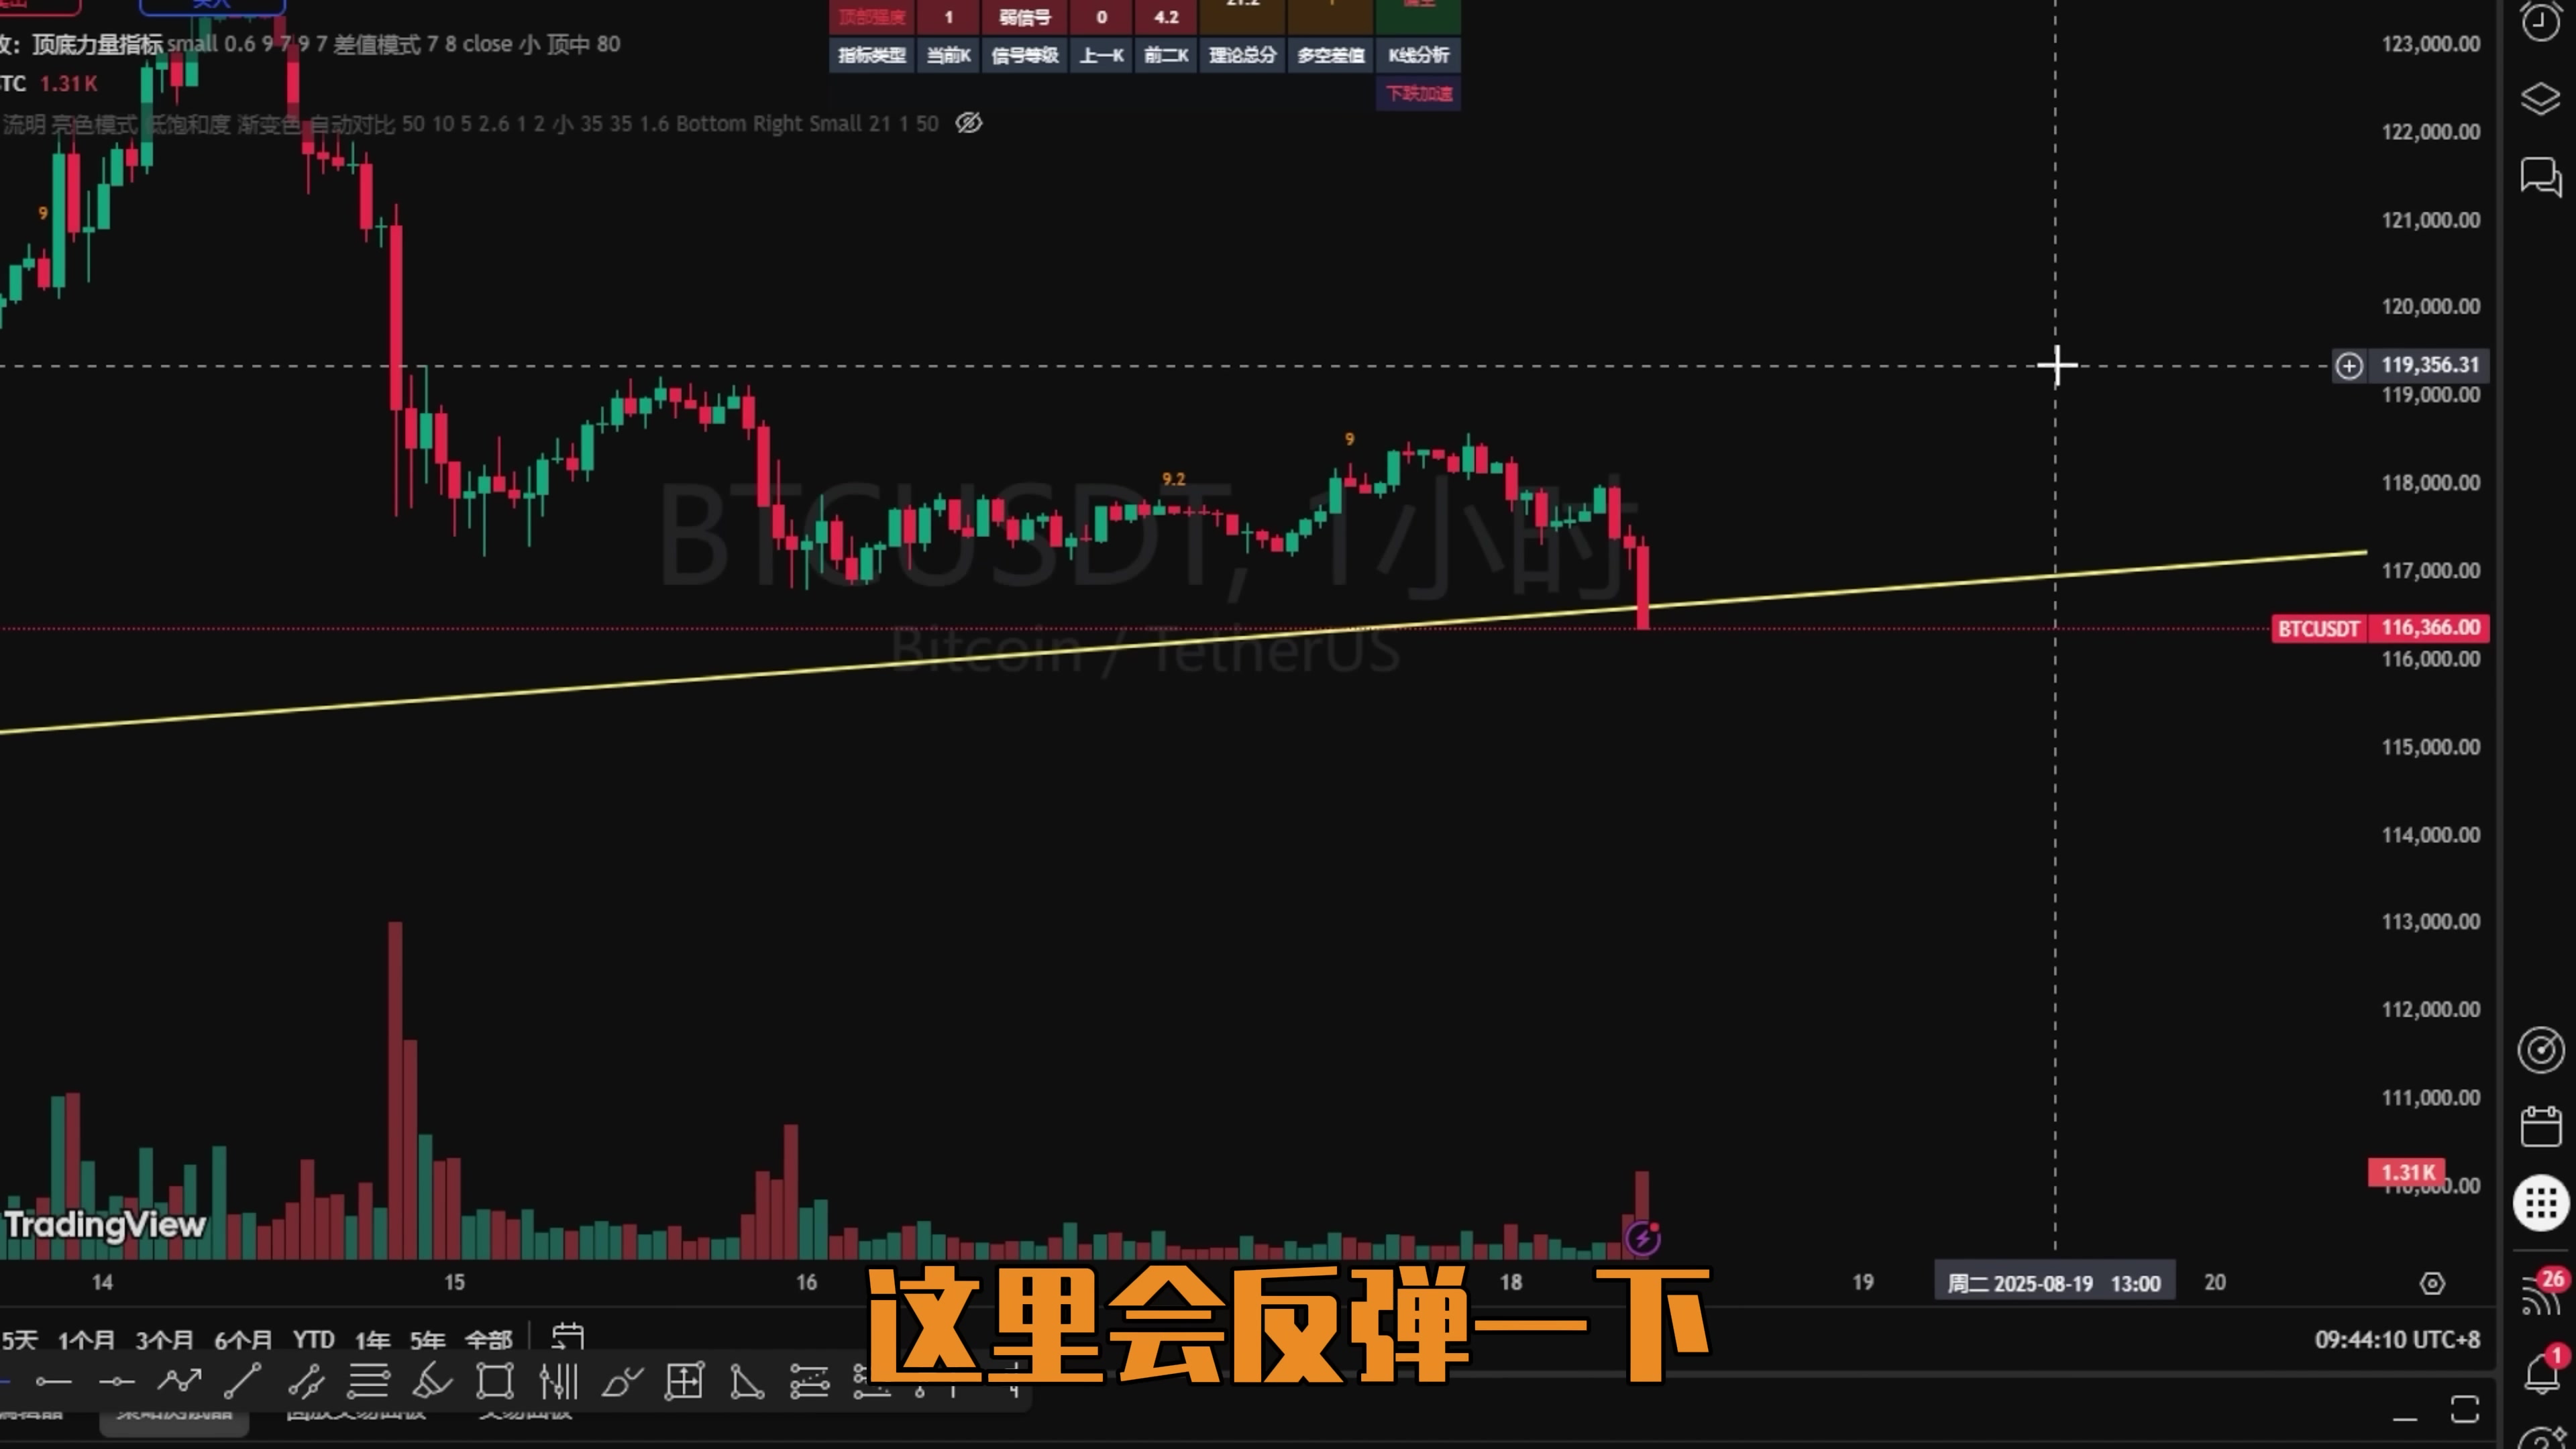 买入
顶部强度 1 弱信号 0 4.2
攻：顶底力量指标 small 0.6 9 7 9 7 差值模式 7 8 close 小 顶中 80
指标类型 当前K 信号等级 上一K 前二K 理论总分 多空差值 K线分析
TC 1.31K
下跌加速
流明 亮色模式 低饱和度 渐变色 自动对比 50 10 5 2.6 1 2 小 35 35 1.6 Bottom Right Small 21 1 50
123,000.00
122,000.00
121,000.00
120,000.00
119,356.31
119,000.00
118,000.00
117,000.00
BTCUSDT 116,366.00
116,000.00
115,000.00
114,000.00
113,000.00
112,000.00
111,000.00
1.31K
9
9.2
9
BTCUSDT, 1小时
Bitcoin / TetherUS
TradingView
14 15 16 18 19 周二 2025-08-19 13:00 20
这里会反弹一下
5天 1个月 3个月 6个月 YTD 1年 5年 全部
09:44:10 UTC+8
26
1